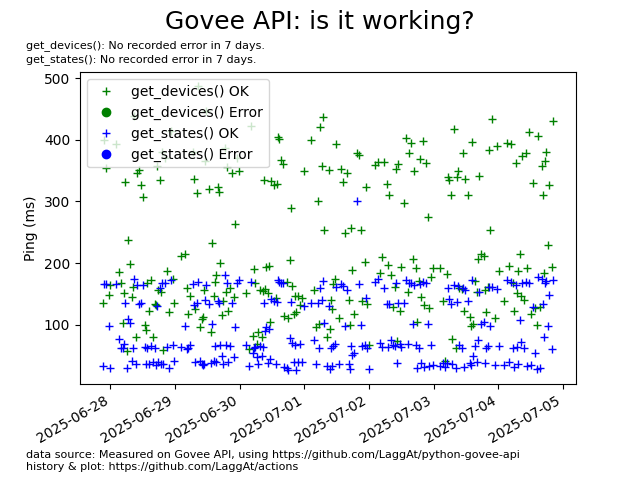 Govee API: is it working?
get_devices(): No recorded error in 7 days.
get_states(): No recorded error in 7 days.
get_devices() OK
get_devices() Error
get_states() OK
get_states() Error
Ping (ms)
500
400
300
200
100
2025-06-28
2025-06-29
2025-06-30
2025-07-01
2025-07-02
2025-07-03
2025-07-04
2025-07-05
data source: Measured on Govee API, using https://github.com/LaggAt/python-govee-api
history & plot: https://github.com/LaggAt/actions